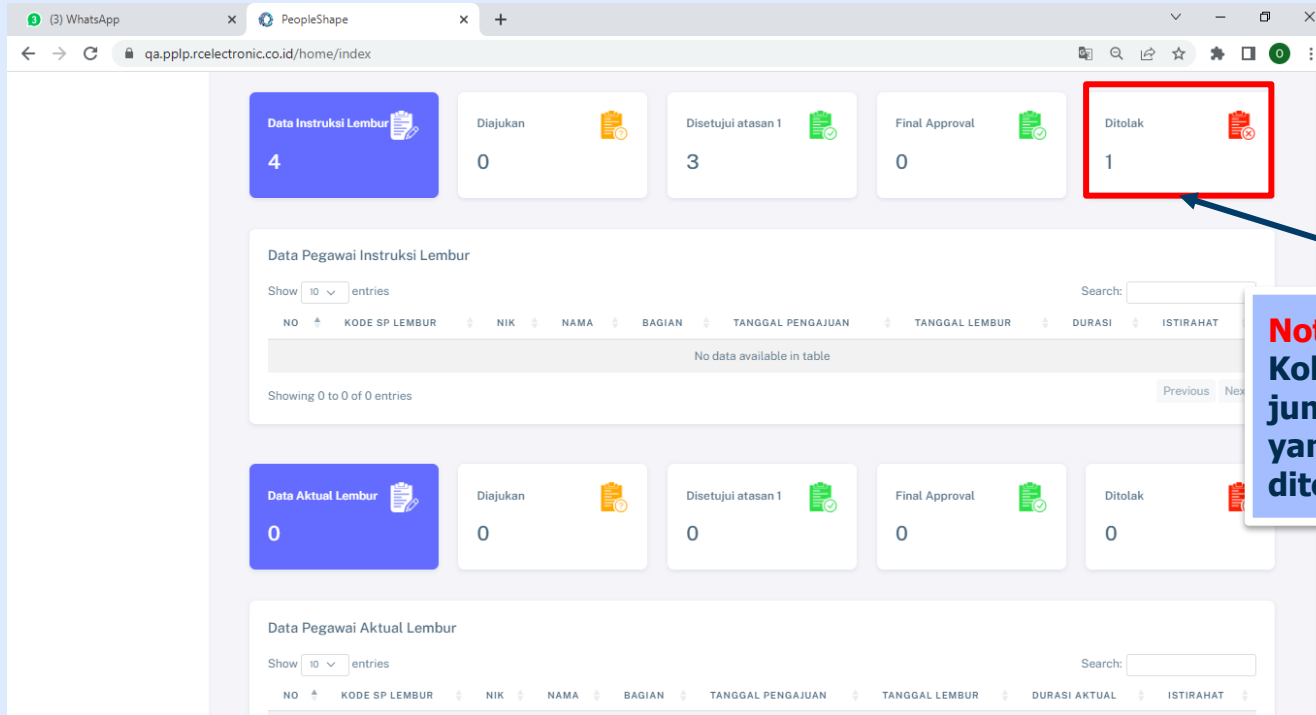 (3) WhatsApp
PeopleShape
qa.pplp.rcelectronic.co.id/home/index
O
Data Instruksi Lembur
4
Diajukan
0
Disetujui atasan 1
3
Final Approval
0
Ditolak
1
Data Pegawai Instruksi Lembur
Show 10 entries
Search:
NO KODE SP LEMBUR NIK NAMA BAGIAN TANGGAL PENGAJUAN TANGGAL LEMBUR DURASI ISTIRAHAT
No data available in table
Showing 0 to 0 of 0 entries
Previous
Data Aktual Lembur
0
Diajukan
0
Disetujui atasan 1
0
Final Approval
0
Ditolak
0
Data Pegawai Aktual Lembur
Show 10 entries
Search:
NO KODE SP LEMBUR NIK NAMA BAGIAN TANGGAL PENGAJUAN TANGGAL LEMBUR DURASI AKTUAL ISTIRAHAT